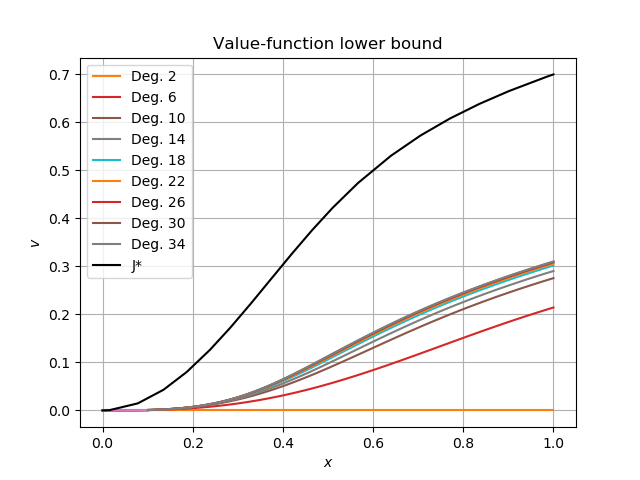 Value-function lower bound
Deg. 2
Deg. 6
Deg. 10
Deg. 14
Deg. 18
Deg. 22
Deg. 26
Deg. 30
Deg. 34
J*
0.7
0.6
0.5
0.4
0.3
0.2
0.1
0.0
v
0.0 0.2 0.4 0.6 0.8 1.0
x